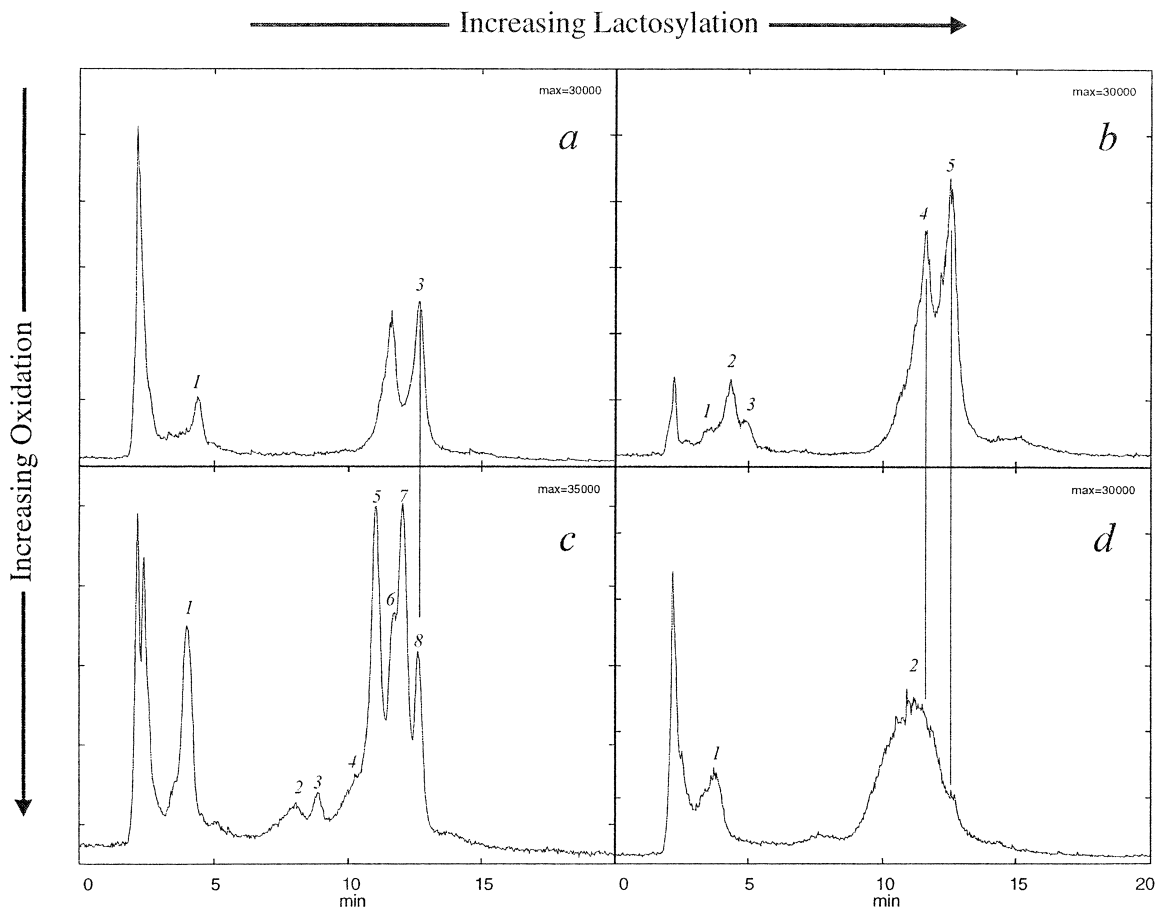 Increasing Lactosylation
Increasing Oxidation
max=30000
a
1
3
max=30000
b
1
2
3
4
5
max=35000
c
1
2
3
4
5
6
7
8
max=30000
d
1
2
0 5 10 15
min
0 5 10 15 20
min